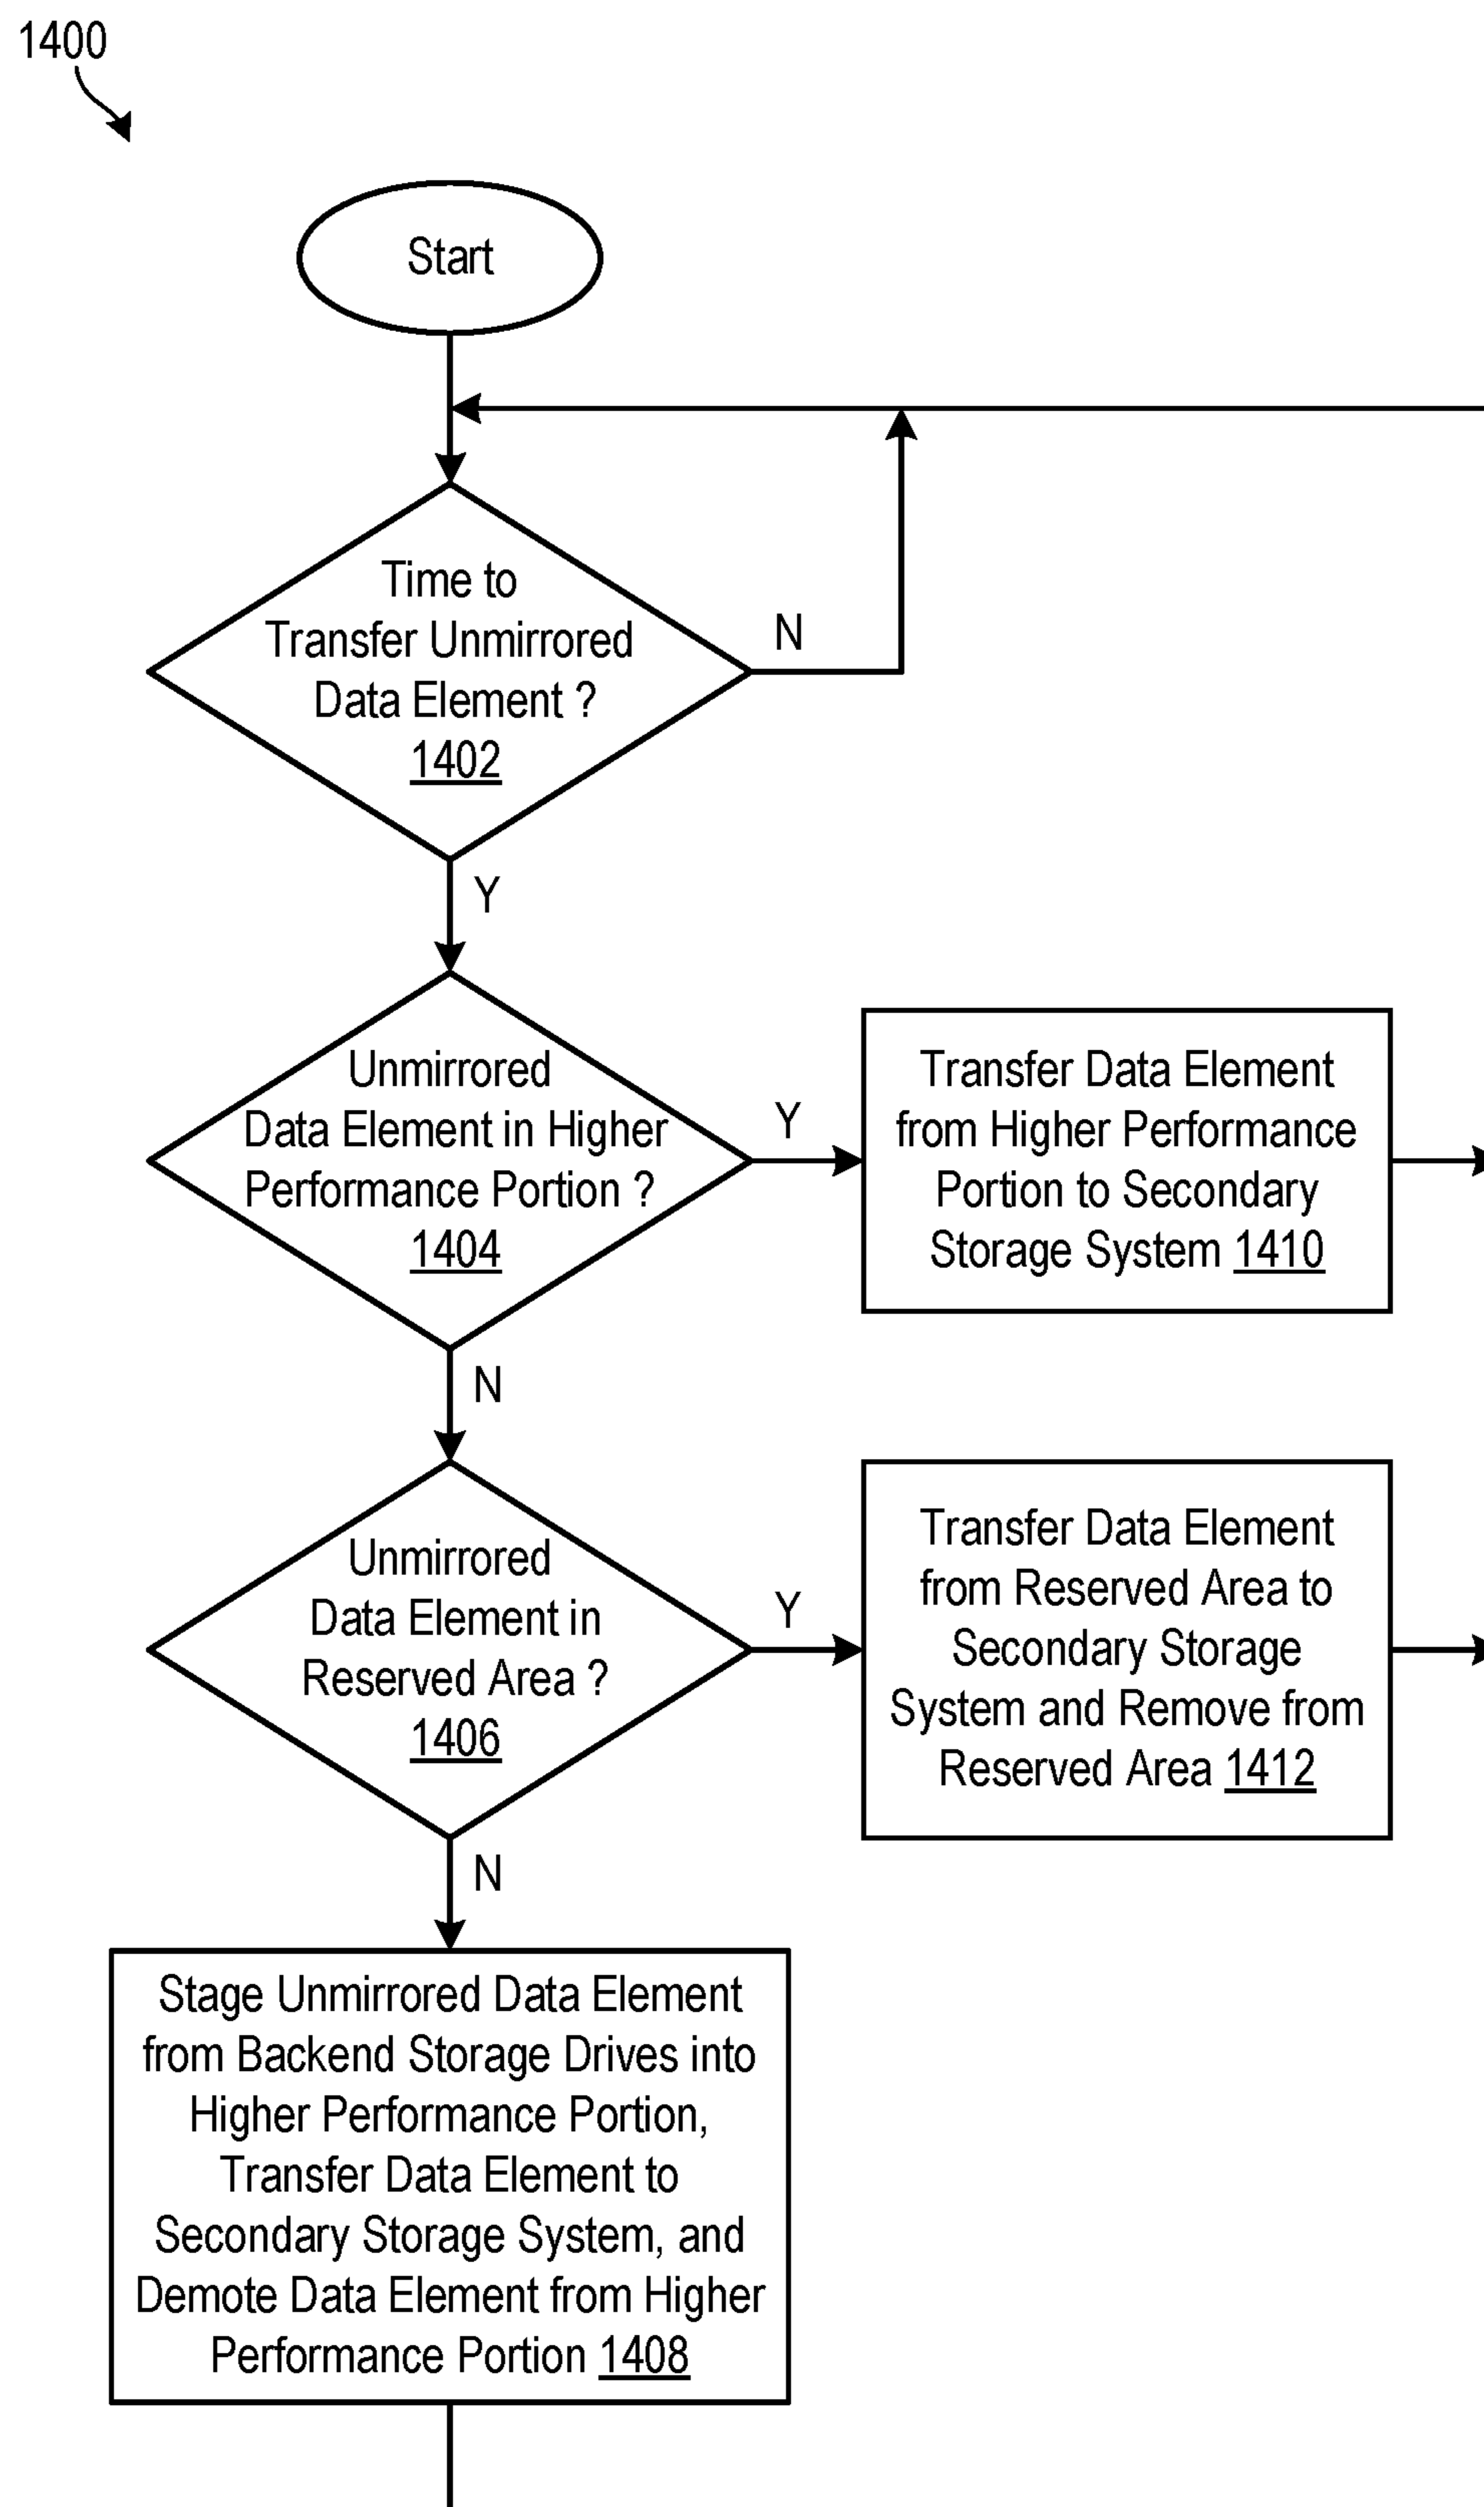 1400
Start
Time to
Transfer Unmirrored
Data Element ?
1402
N
Y
Unmirrored
Data Element in Higher
Performance Portion ?
1404
Y
Transfer Data Element
from Higher Performance
Portion to Secondary
Storage System 1410
N
Unmirrored
Data Element in
Reserved Area ?
1406
Y
Transfer Data Element
from Reserved Area to
Secondary Storage
System and Remove from
Reserved Area 1412
N
Stage Unmirrored Data Element
from Backend Storage Drives into
Higher Performance Portion,
Transfer Data Element to
Secondary Storage System, and
Demote Data Element from Higher
Performance Portion 1408